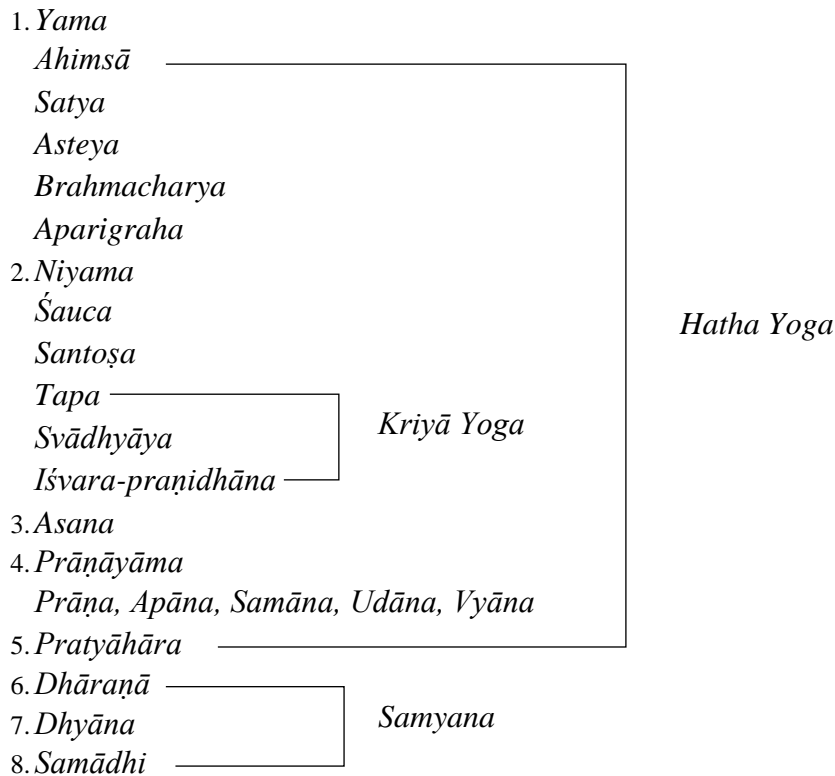 1. Yama
Ahimsā
Satya
Asteya
Brahmacharya
Aparigraha
2. Niyama
Śauca
Hatha Yoga
Santoṣa
Tapa
Kriyā Yoga
Svādhyāya
Iśvara-praṇidhāna
3. Asana
4. Prāṇāyāma
Prāṇa, Apāna, Samāna, Udāna, Vyāna
5. Pratyāhāra
6. Dhāraṇā
7. Dhyāna
Samyana
8. Samādhi